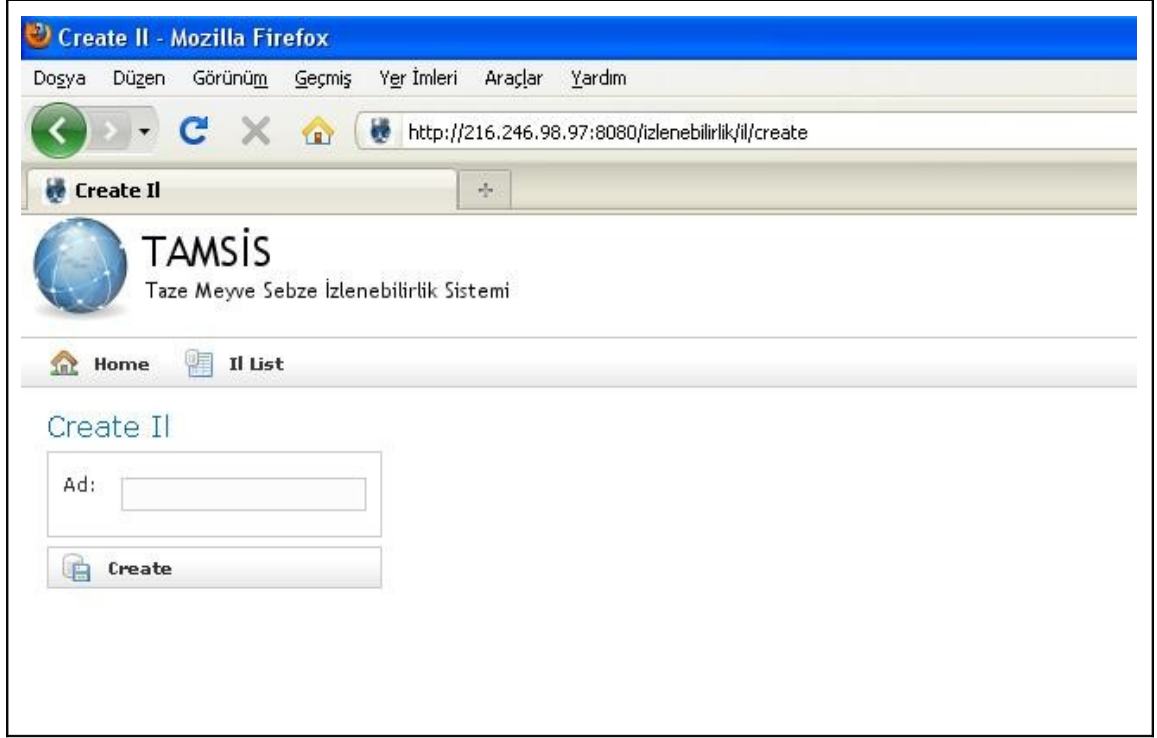 Create Il - Mozilla Firefox
Dosya Düzen Görünüm Geçmiş Yer İmleri Araçlar Yardım
http://216.246.98.97:8080/izlenebilirlik/il/create
Create Il
TAMSİS
Taze Meyve Sebze İzlenebilirlik Sistemi
Home Il List
Create Il
Ad:
Create